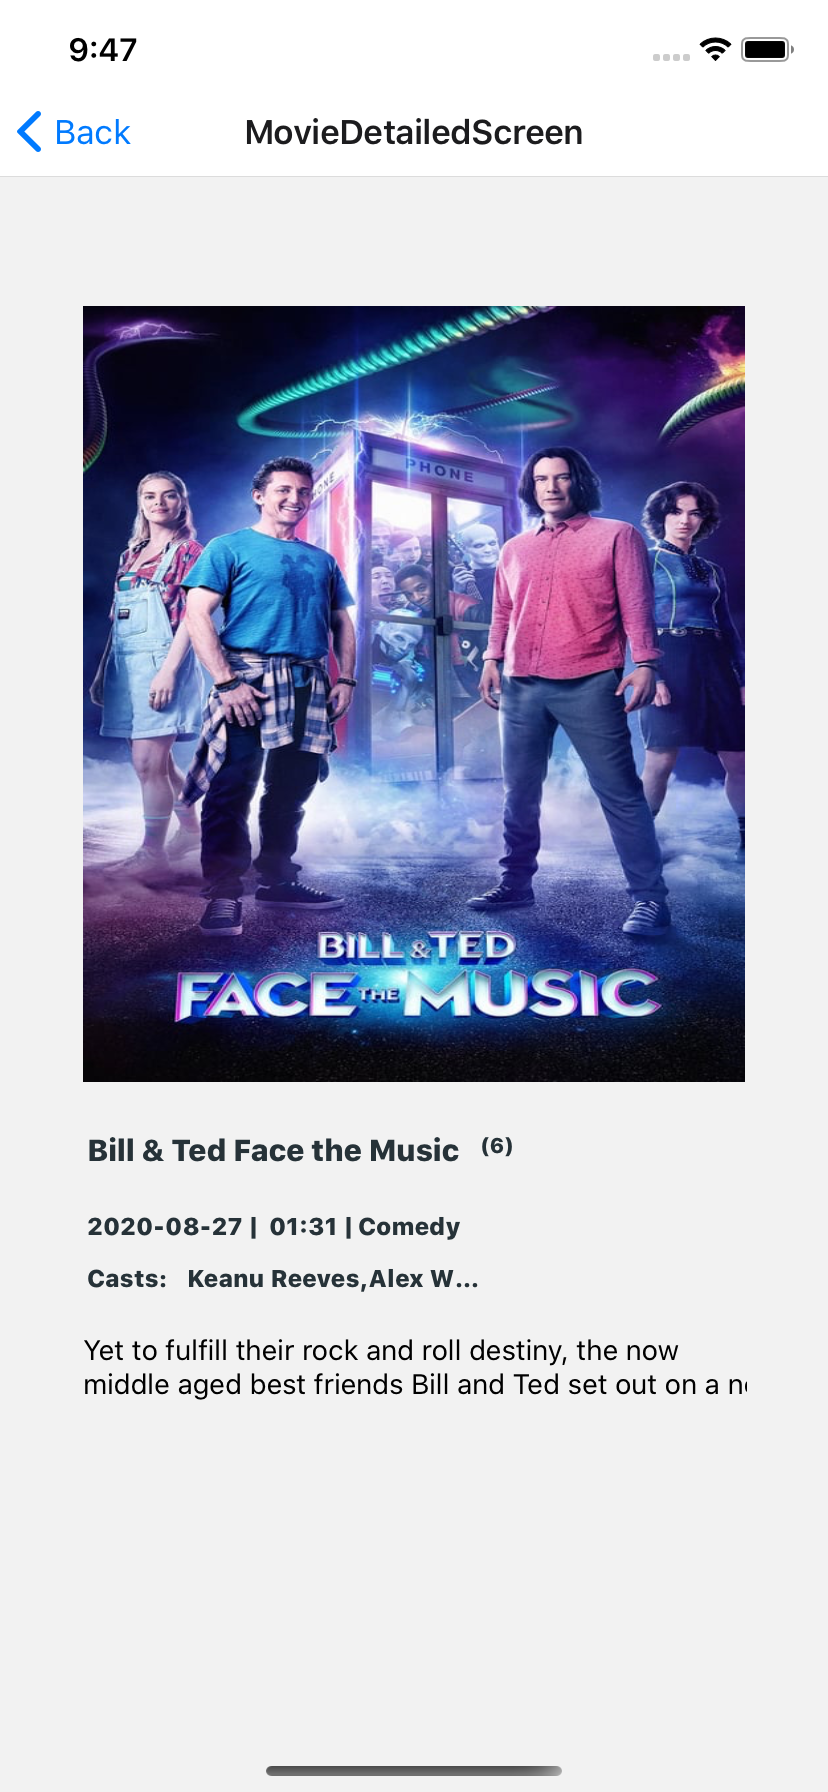 9:47
Back MovieDetailedScreen
PHONE
BILL & TED
FACE THE MUSIC
Bill & Ted Face the Music (6)
2020-08-27 | 01:31 | Comedy
Casts: Keanu Reeves,Alex W...
Yet to fulfill their rock and roll destiny, the now
middle aged best friends Bill and Ted set out on a